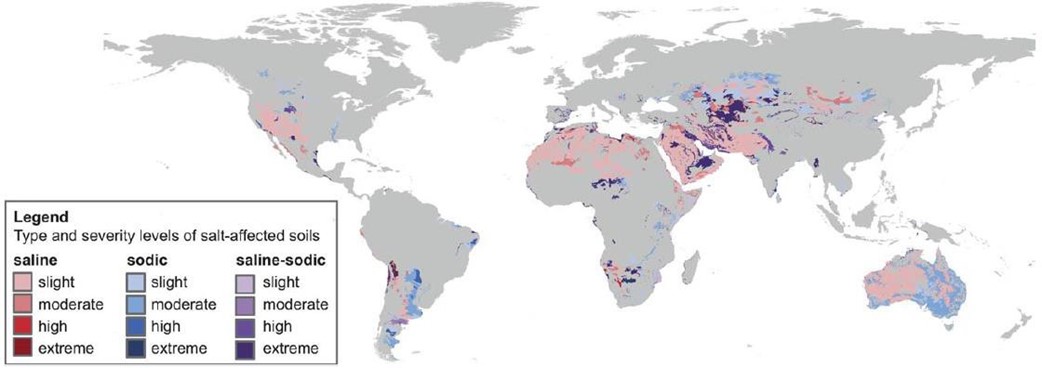 Legend
Type and severity levels of salt-affected soils
saline sodic saline-sodic
slight slight slight
moderate moderate moderate
high high high
extreme extreme extreme